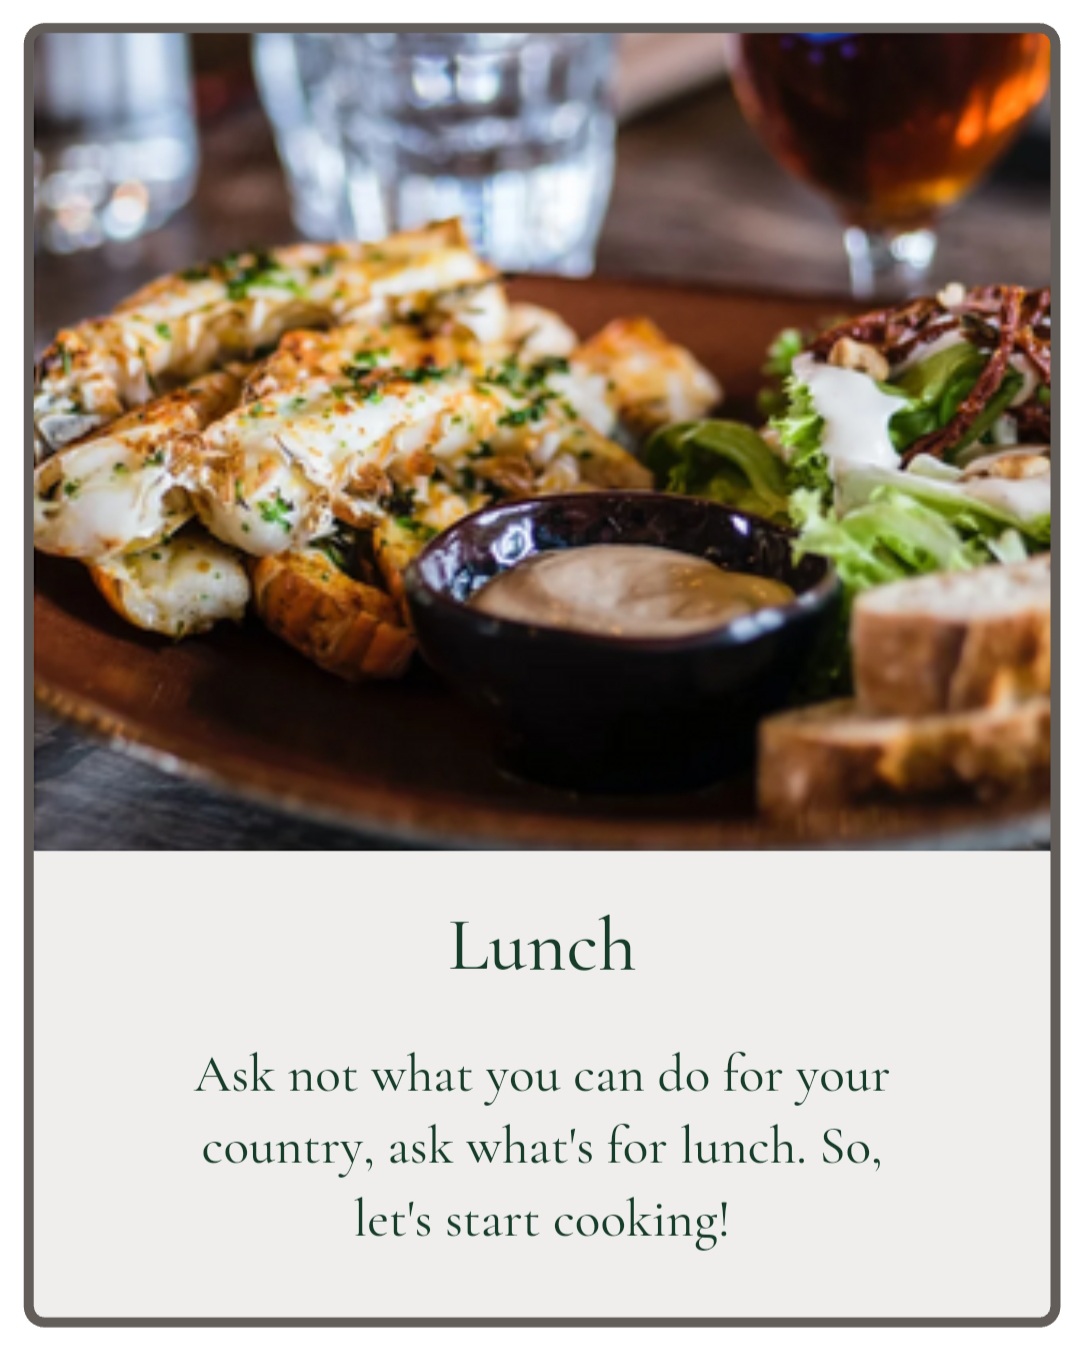 Lunch
Ask not what you can do for your
country, ask what's for lunch. So,
let's start cooking!